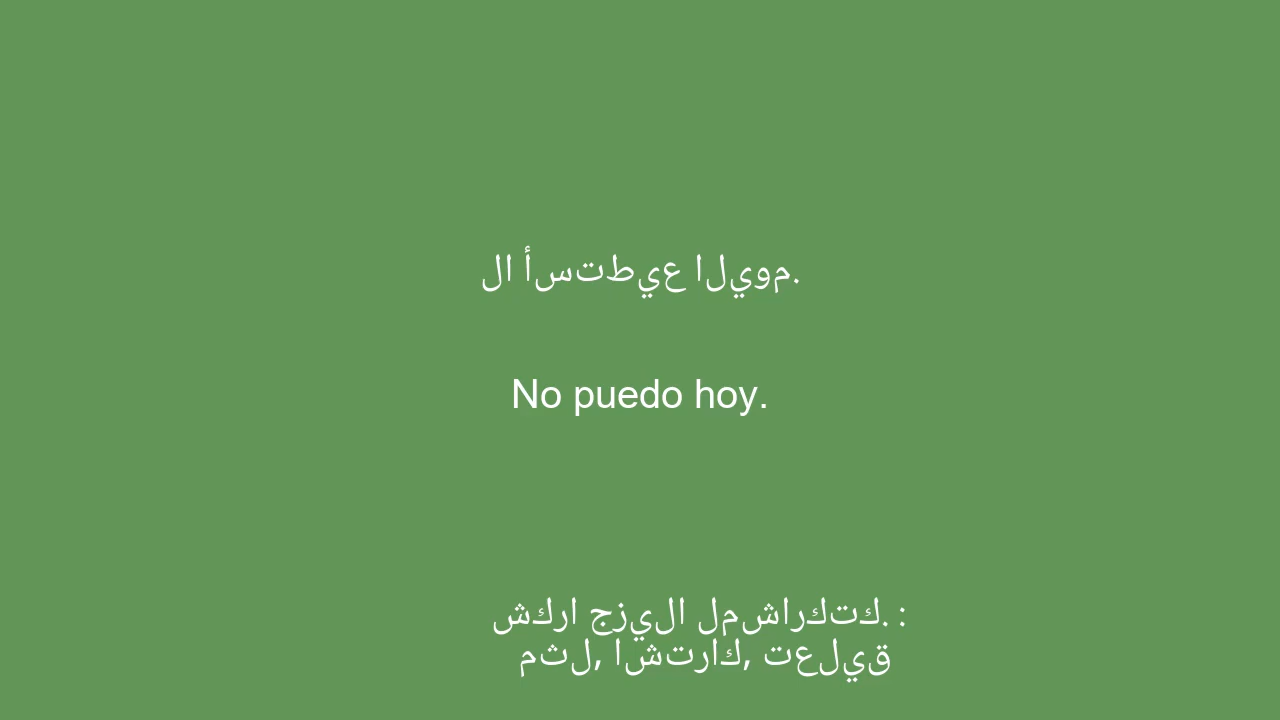 لا أستطيع اليوم.
No puedo hoy.
شكرا جزيلا لمشاركتك. :
مثل, اشتراك, تعليق